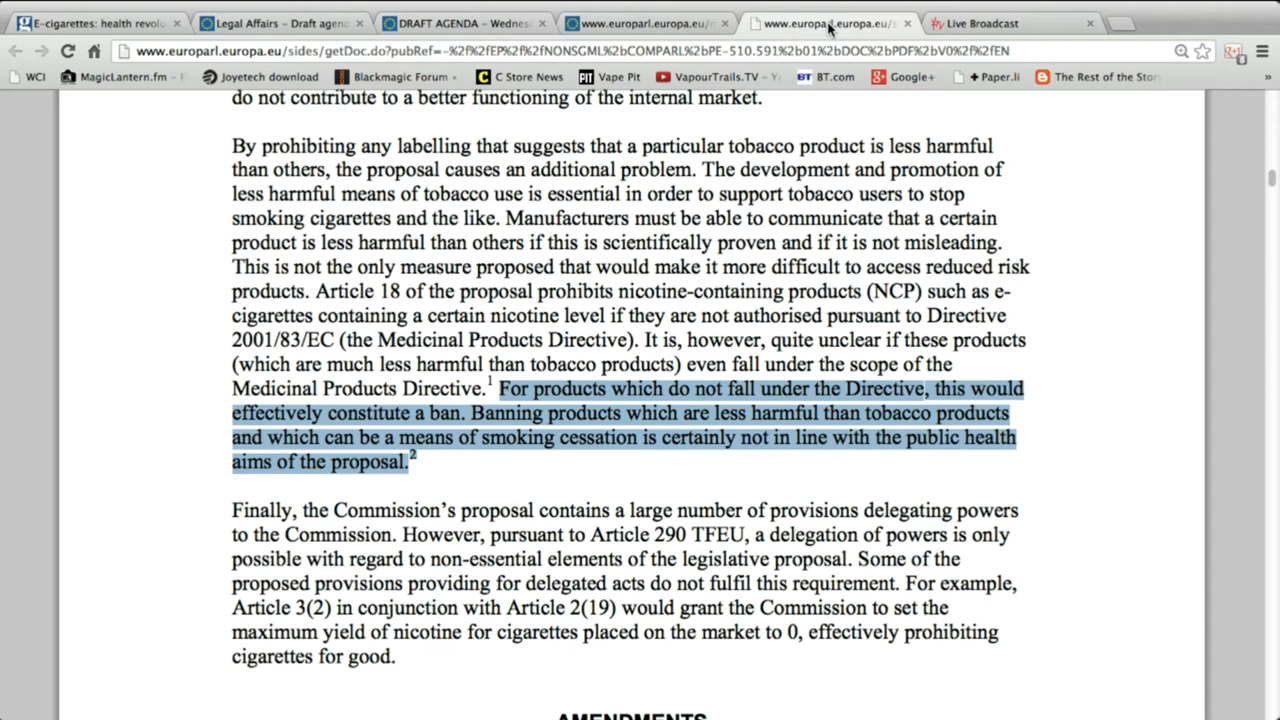 E-cigarettes: health revolu
Legal Affairs – Draft agend
DRAFT AGENDA – Wednes
www.europarl.europa.eu/m
www.europarl.europa.eu/s
Live Broadcast
www.europarl.europa.eu/sides/getDoc.do?pubRef=-%2f%2fEP%2f%2fNONSGML%2bCOMPARL%2bPE-510.591%2b01%2bDOC%2bPDF%2bV0%2f%2fEN
WCI
MagicLantern.fm – F
Joyetech download
Blackmagic Forum •
C Store News
Vape Pit
VapourTrails.TV – Yo
BT.com
Google+
+ Paper.li
The Rest of the Stor
do not contribute to a better functioning of the internal market.
By prohibiting any labelling that suggests that a particular tobacco product is less harmful
than others, the proposal causes an additional problem. The development and promotion of
less harmful means of tobacco use is essential in order to support tobacco users to stop
smoking cigarettes and the like. Manufacturers must be able to communicate that a certain
product is less harmful than others if this is scientifically proven and if it is not misleading.
This is not the only measure proposed that would make it more difficult to access reduced risk
products. Article 18 of the proposal prohibits nicotine-containing products (NCP) such as e-
cigarettes containing a certain nicotine level if they are not authorised pursuant to Directive
2001/83/EC (the Medicinal Products Directive). It is, however, quite unclear if these products
(which are much less harmful than tobacco products) even fall under the scope of the
Medicinal Products Directive.1 For products which do not fall under the Directive, this would
effectively constitute a ban. Banning products which are less harmful than tobacco products
and which can be a means of smoking cessation is certainly not in line with the public health
aims of the proposal.2
Finally, the Commission's proposal contains a large number of provisions delegating powers
to the Commission. However, pursuant to Article 290 TFEU, a delegation of powers is only
possible with regard to non-essential elements of the legislative proposal. Some of the
proposed provisions providing for delegated acts do not fulfil this requirement. For example,
Article 3(2) in conjunction with Article 2(19) would grant the Commission to set the
maximum yield of nicotine for cigarettes placed on the market to 0, effectively prohibiting
cigarettes for good.
AMENDMENTS